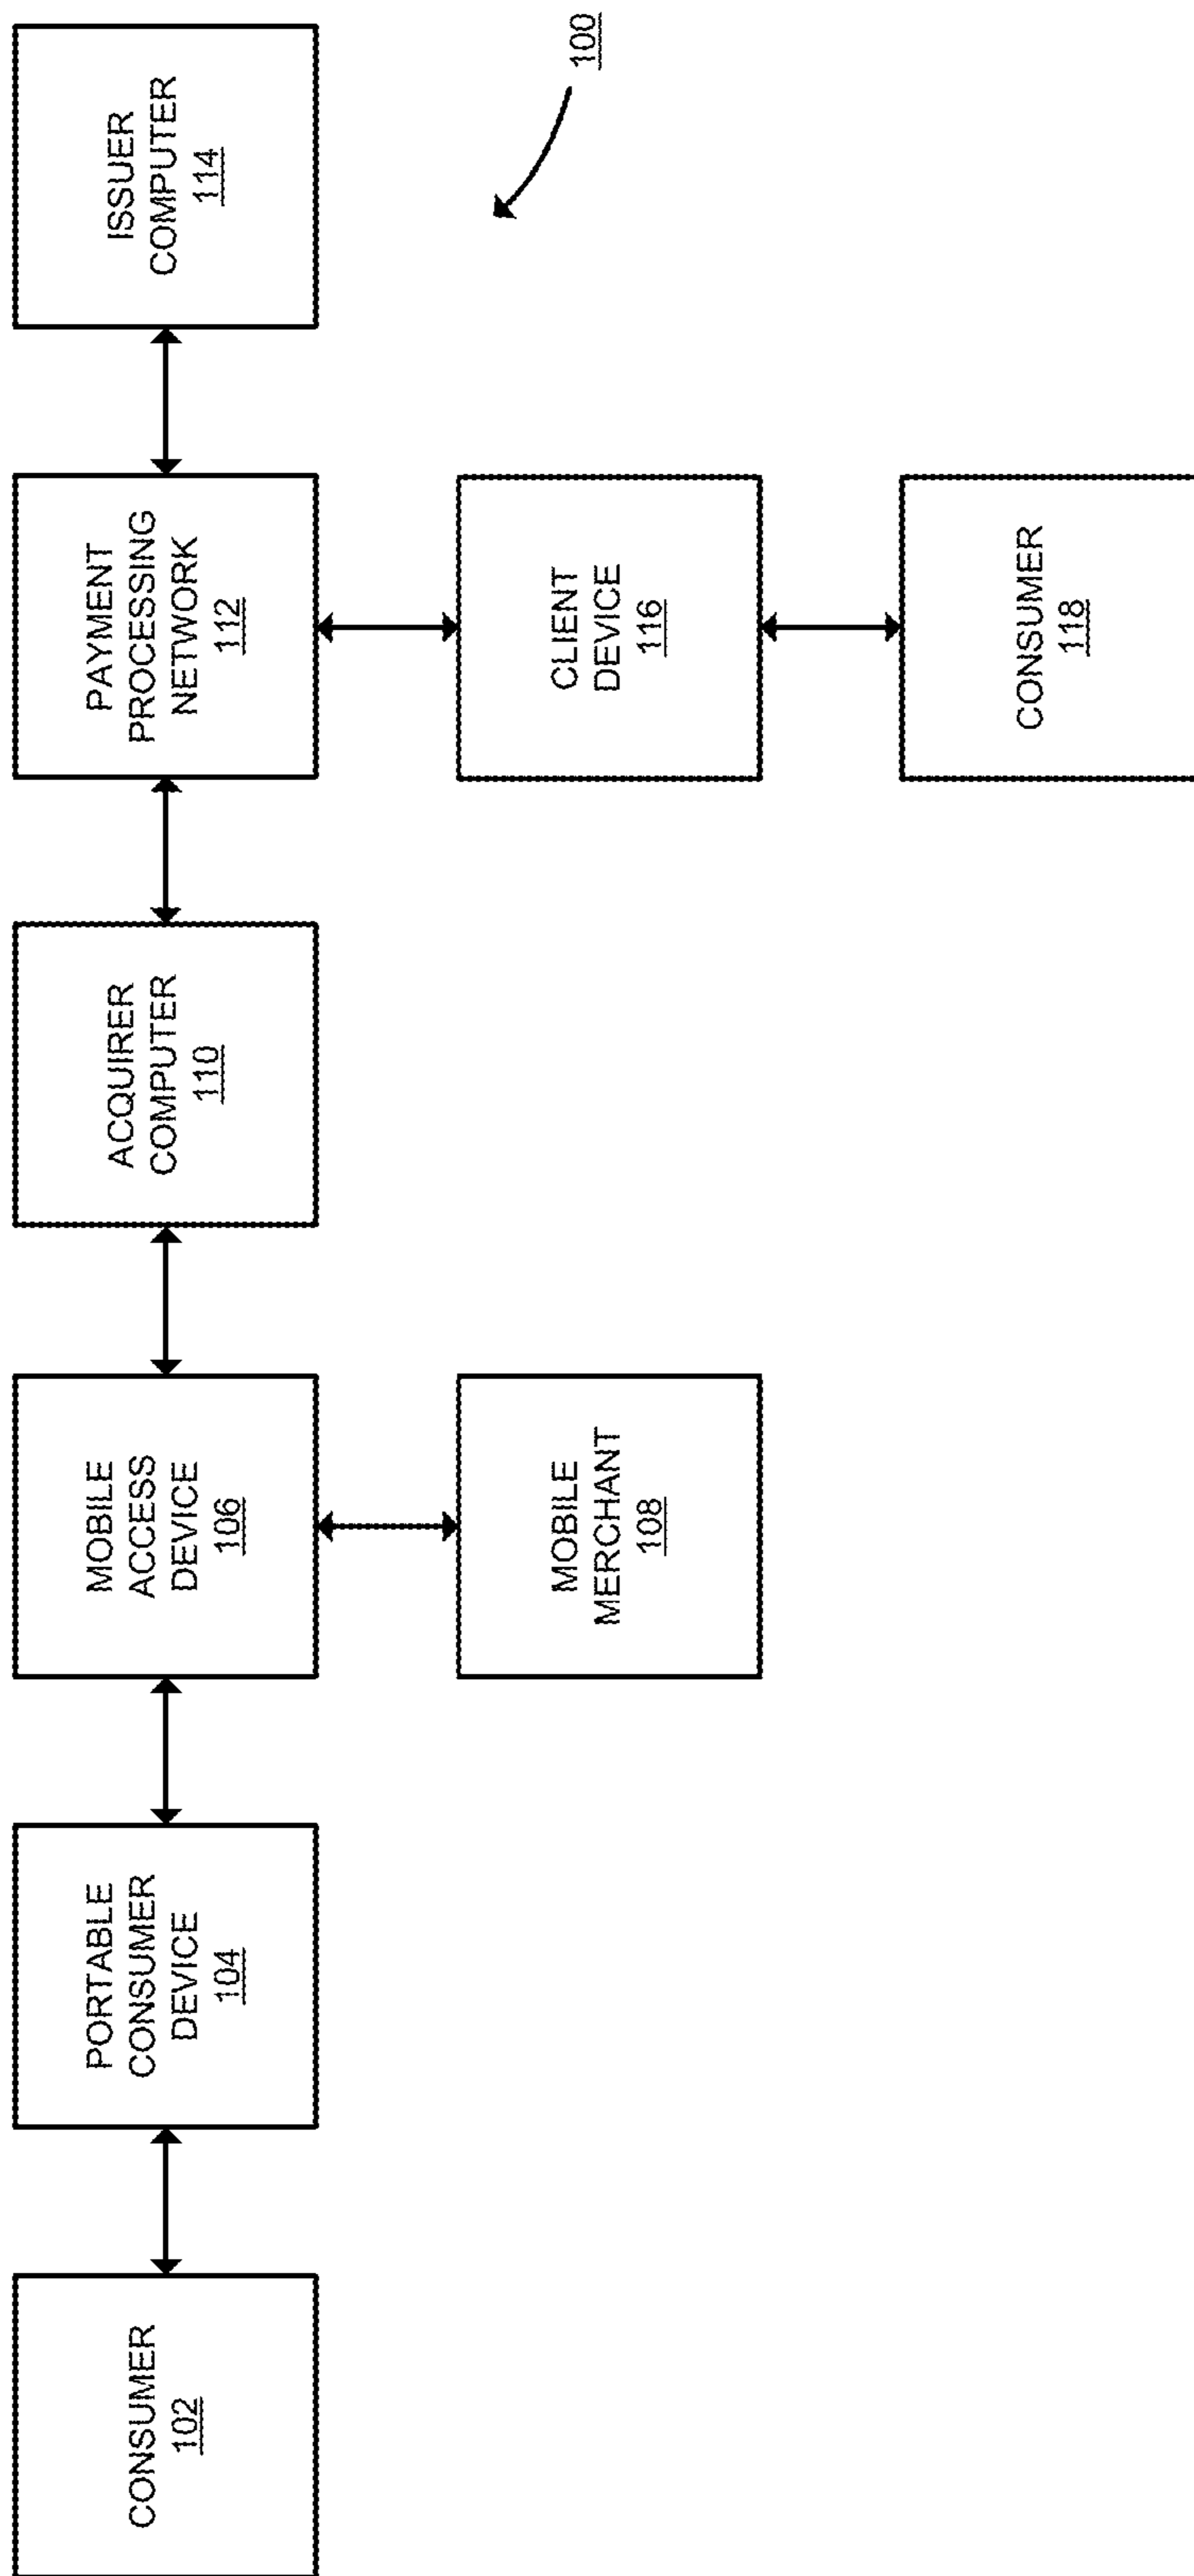 CONSUMER
102
PORTABLE
CONSUMER
DEVICE
104
MOBILE
ACCESS
DEVICE
106
ACQUIRER
COMPUTER
110
PAYMENT
PROCESSING
NETWORK
112
ISSUER
COMPUTER
114
MOBILE
MERCHANT
108
CLIENT
DEVICE
116
100
CONSUMER
118